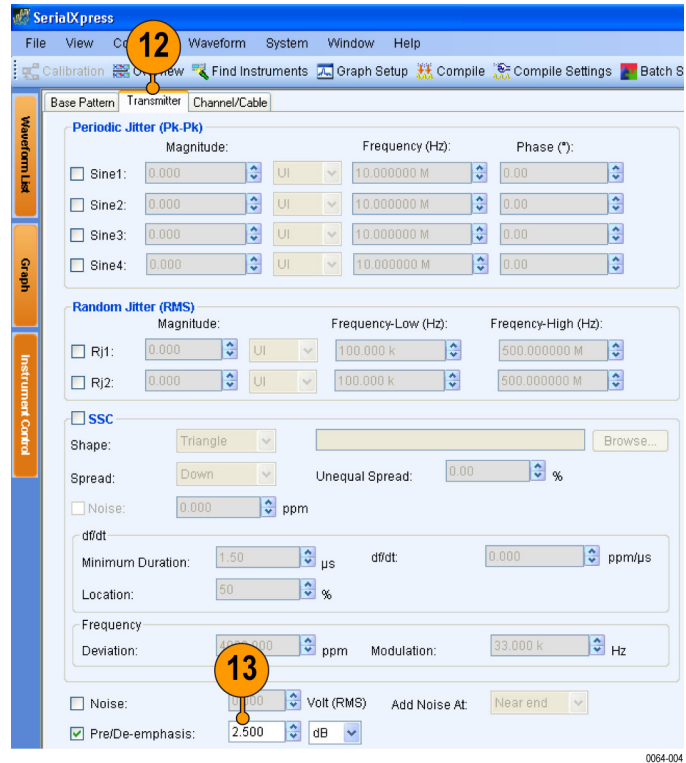 SerialXpress
File View Co 12 Waveform System Window Help
Calibration Overview Find Instruments Graph Setup Compile Compile Settings Batch S
Base Pattern Transmitter Channel/Cable
Waveform List
Graph
Instrument Control
Periodic Jitter (Pk-Pk)
Magnitude: Frequency (Hz): Phase (°):
Sine1: 0.000 UI 10.000000 M 0.00
Sine2: 0.000 UI 10.000000 M 0.00
Sine3: 0.000 UI 10.000000 M 0.00
Sine4: 0.000 UI 10.000000 M 0.00
Random Jitter (RMS)
Magnitude: Frequency-Low (Hz): Freqency-High (Hz):
Rj1: 0.000 UI 100.000 k 500.000000 M
Rj2: 0.000 UI 100.000 k 500.000000 M
SSC
Shape: Triangle Browse...
Spread: Down Unequal Spread: 0.00 %
Noise: 0.000 ppm
df/dt
Minimum Duration: 1.50 µs df/dt: 0.000 ppm/µs
Location: 50 %
Frequency
Deviation: 4000.000 ppm Modulation: 33.000 k Hz
13
Noise: 0.000 Volt (RMS) Add Noise At: Near end
Pre/De-emphasis: 2.500 dB
0064-004